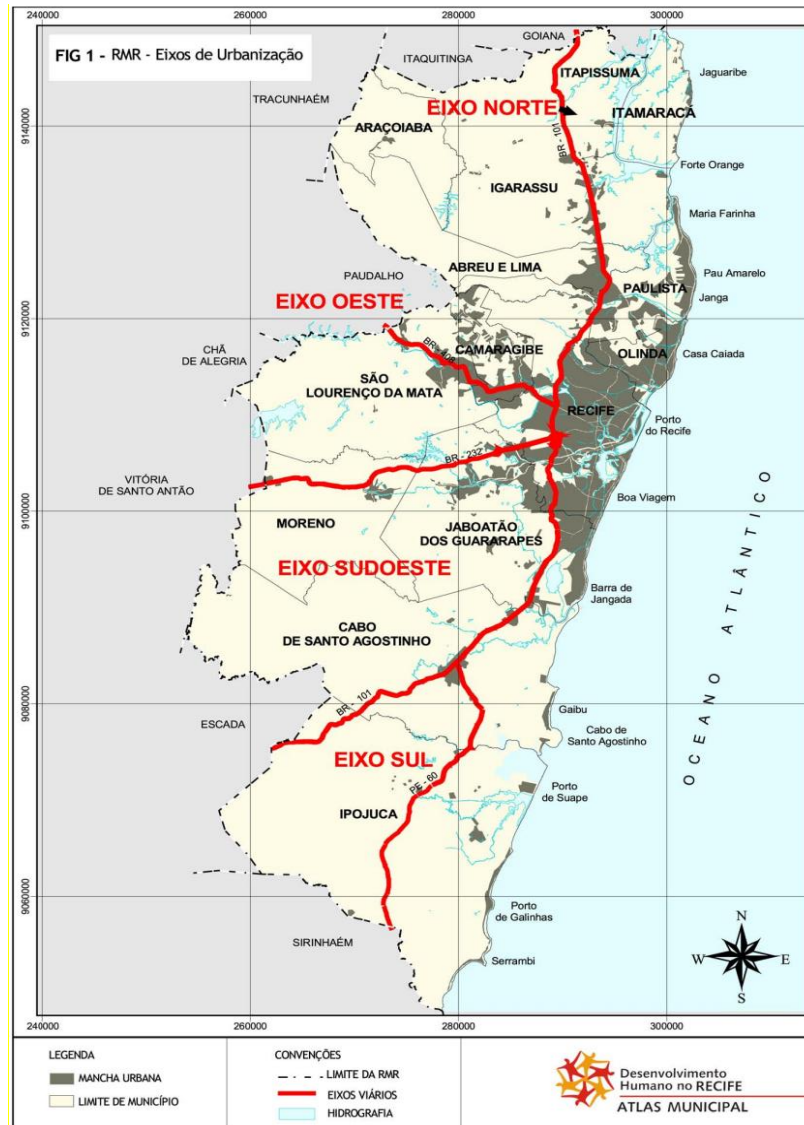 240000
260000
280000
300000
FIG 1 - RMR - Eixos de Urbanização
GOIANA
ITAQUITINGA
ITAPISSUMA
Jaguaribe
TRACUNHAÉM
EIXO NORTE
ITAMARACÁ
9140000
ARAÇOIABA
BR - 101
Forte Orange
IGARASSU
Maria Farinha
ABREU E LIMA
PAUDALHO
Pau Amarelo
PAULISTA
EIXO OESTE
Janga
9120000
CAMARAGIBE
OLINDA
Casa Caiada
CHÃ
DE ALEGRIA
BR - 408
SÃO
LOURENÇO DA MATA
RECIFE
Porto
do Recife
BR - 232
VITÓRIA
DE SANTO ANTÃO
Boa Viagem
9100000
MORENO
JABOATÃO
DOS GUARARAPES
EIXO SUDOESTE
Barra de
Jangada
CABO
DE SANTO AGOSTINHO
OCEANO ATLÂNTICO
9080000
BR - 101
Gaibu
ESCADA
Cabo de
Santo Agostinho
EIXO SUL
PE - 60
Porto
de Suape
IPOJUCA
9060000
Porto
de Galinhas
SIRINHAÉM
Serrambi
N
W
E
S
240000
260000
280000
300000
LEGENDA
MANCHA URBANA
LIMITE DE MUNICÍPIO
CONVENÇÕES
LIMITE DA RMR
EIXOS VIÁRIOS
HIDROGRAFIA
Desenvolvimento
Humano no RECIFE
ATLAS MUNICIPAL